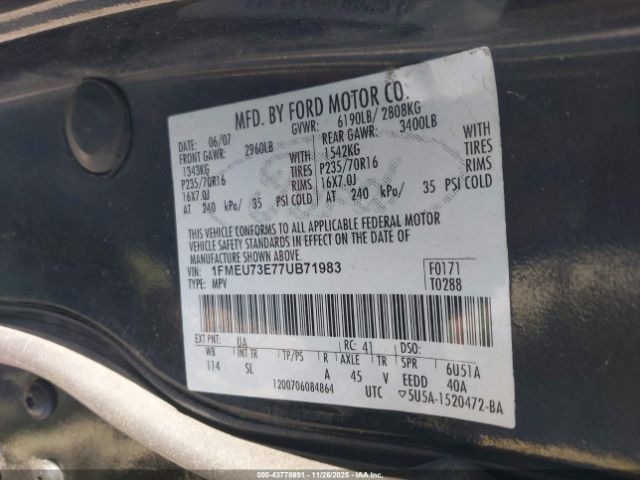 MFD. BY FORD MOTOR CO.
DATE: 06/07 GVWR: 6190LB/ 2808KG
FRONT GAWR: 2960LB REAR GAWR: 3400LB
1343KG WITH 1542KG WITH
P235/70R16 TIRES P235/70R16 TIRES
16X7.0J RIMS 16X7.0J RIMS
AT 240 kPa/ 35 PSI COLD AT 240 kPa/ 35 PSI COLD
THIS VEHICLE CONFORMS TO ALL APPLICABLE FEDERAL MOTOR
VEHICLE SAFETY STANDARDS IN EFFECT ON THE DATE OF
MANUFACTURE SHOWN ABOVE.
VIN: 1FMEU73E77UB71983 F0171
TYPE: MPV T0288
EXT PNT: UA RC: 41 DSO:
WB INT TR TP/PS R AXLE TR SPR 6U51A
114 SL A 45 V EEDD 40A
1200706084864 UTC 5U5A-1520472-BA
© 000-43778991 - 11/26/2025 - IAAI.COM